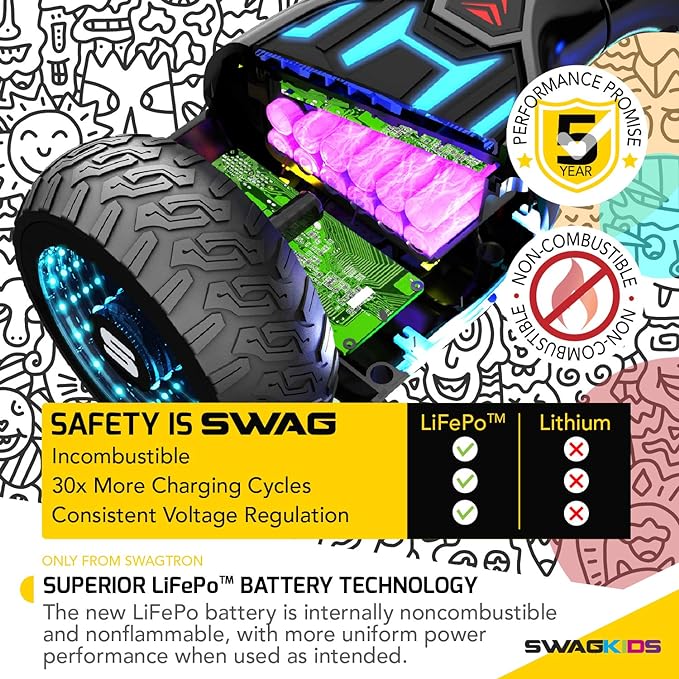 PERFORMANCE PROMISE
5
YEAR
NON-COMBUSTIBLE • NON-COMBUSTIBLE •
SAFETY IS SWAG
LiFePo™
Lithium
Incombustible
30x More Charging Cycles
Consistent Voltage Regulation
ONLY FROM SWAGTRON
SUPERIOR LiFePo™ BATTERY TECHNOLOGY
The new LiFePo battery is internally noncombustible
and nonflammable, with more uniform power
performance when used as intended.
SWAGKIDS